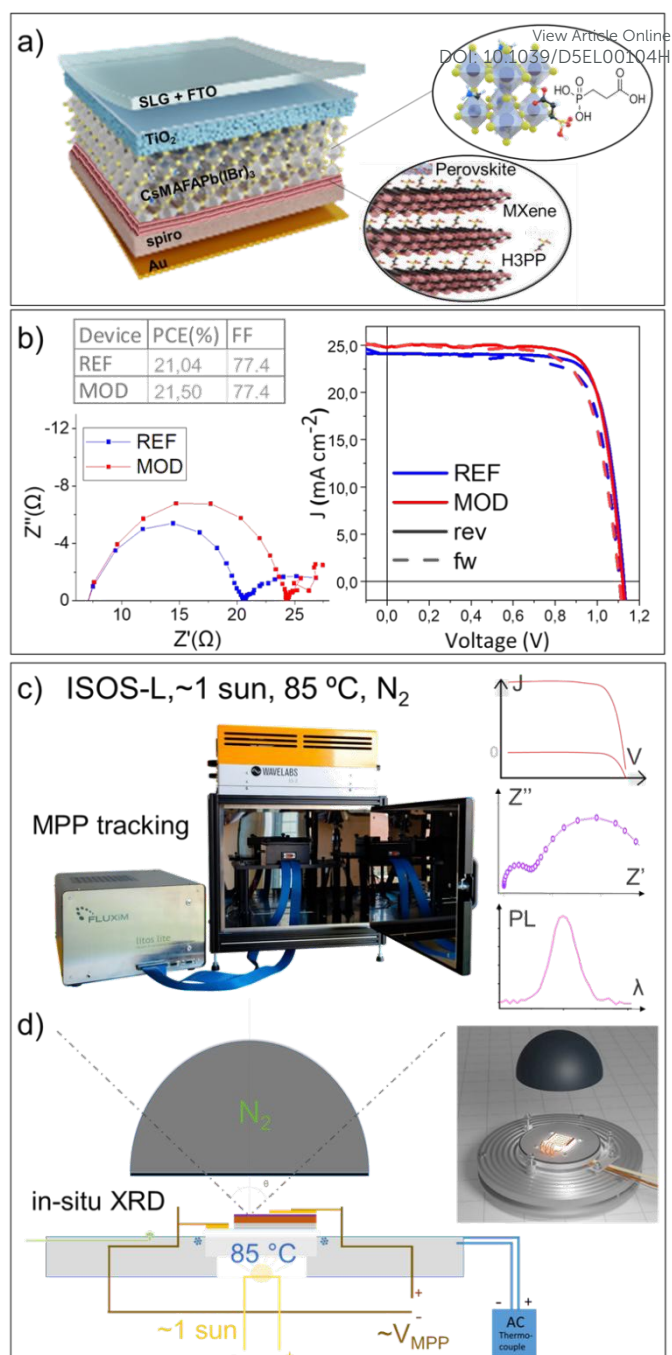 View Article Online
DOI: 10.1039/D5EL00104H
a)
SLG + FTO
TiO2
CsMAFAPb(IBr)3
spiro
Au
HO O
P
HO OH
OH
O
Perovskite
MXene
H3PP
b)
Device PCE(%) FF
REF 21,04 77.4
MOD 21,50 77.4
-12
-8
-4
0
Z''(Ω)
REF
MOD
10 15 20 25
Z'(Ω)
25,0
20,0
15,0
10,0
5,0
0,0
J (mA cm-2)
REF
MOD
rev
fw
0,0 0,2 0,4 0,6 0,8 1,0 1,2
Voltage (V)
c) ISOS-L,~1 sun, 85 ºC, N2
J
0
V
WAVELABS
MPP tracking
FLUXiM
litos lite
Z''
Z'
PL
λ
d)
N2
θ
in-situ XRD
* 85 °C *
+
-
~1 sun
~VMPP
- +
AC
Thermo-
couple